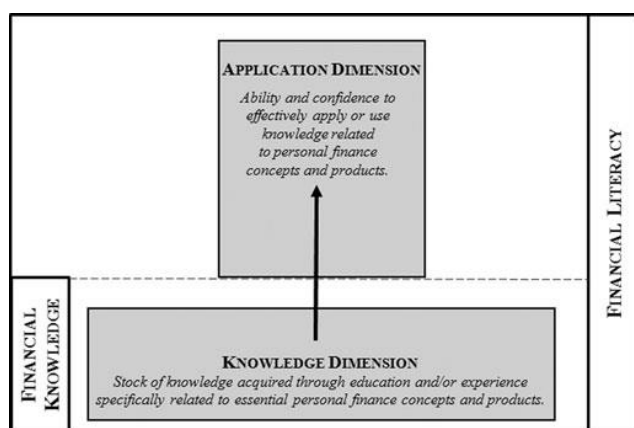 APPLICATION DIMENSION
Ability and confidence to
effectively apply or use
knowledge related
to personal finance
concepts and products.
FINANCIAL LITERACY
FINANCIAL
KNOWLEDGE
KNOWLEDGE DIMENSION
Stock of knowledge acquired through education and/or experience
specifically related to essential personal finance concepts and products.